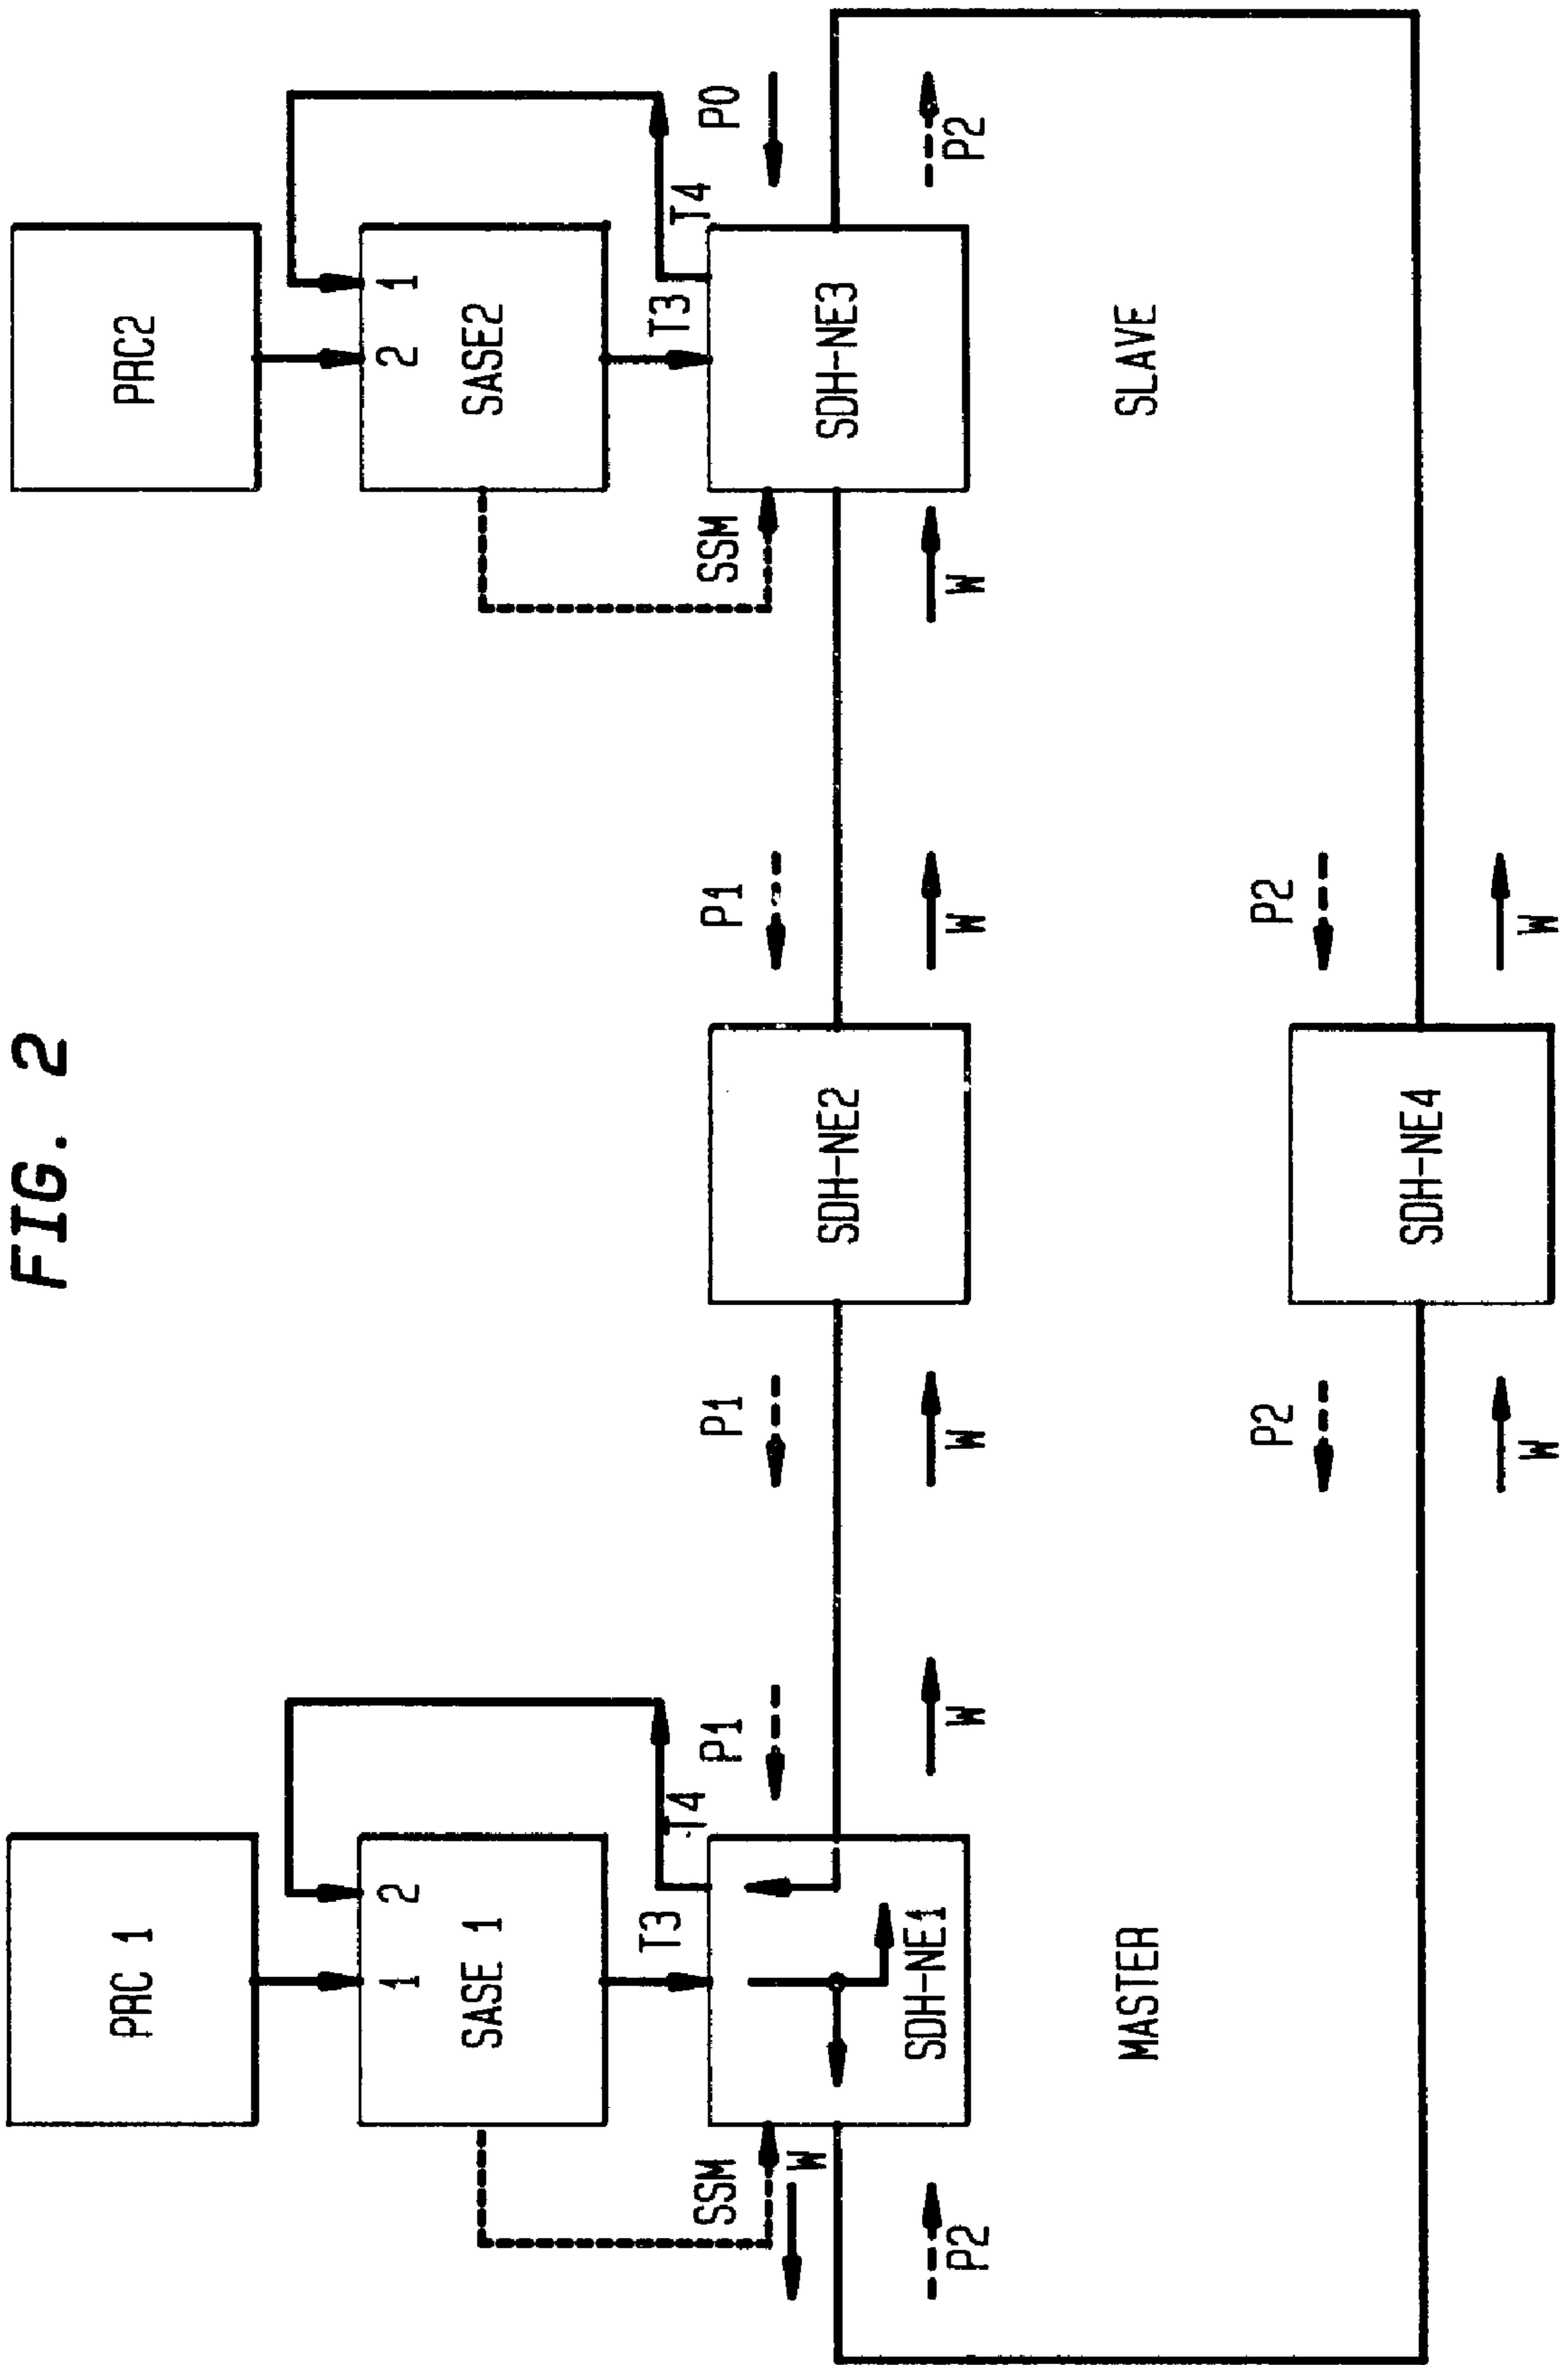 FIG. 2
PRC 1
PRC2
1
2
SASE 1
2
1
SASE2
T3
T4
T3
T4
SSM
W
P1
P1
P1
SSM
P0
SDH-NE1
SDH-NE2
SDH-NE3
P2
W
W
W
W
P2
MASTER
SLAVE
P2
P2
SDH-NE4
W
W